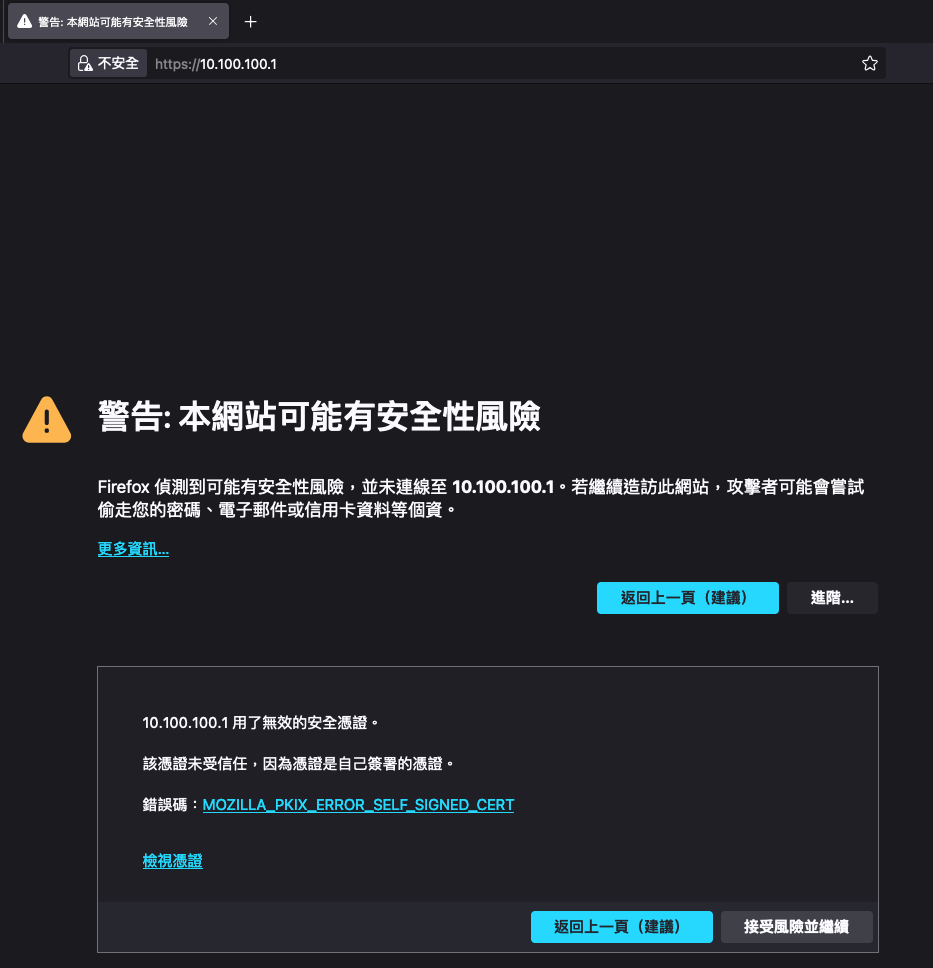 警告: 本網站可能有安全性風險
不安全 https://10.100.100.1
警告: 本網站可能有安全性風險
Firefox 偵測到可能有安全性風險，並未連線至 10.100.100.1。若繼續造訪此網站，攻擊者可能會嘗試
偷走您的密碼、電子郵件或信用卡資料等個資。
更多資訊...
返回上一頁（建議） 進階...
10.100.100.1 用了無效的安全憑證。
該憑證未受信任，因為憑證是自己簽署的憑證。
錯誤碼：MOZILLA_PKIX_ERROR_SELF_SIGNED_CERT
檢視憑證
返回上一頁（建議） 接受風險並繼續